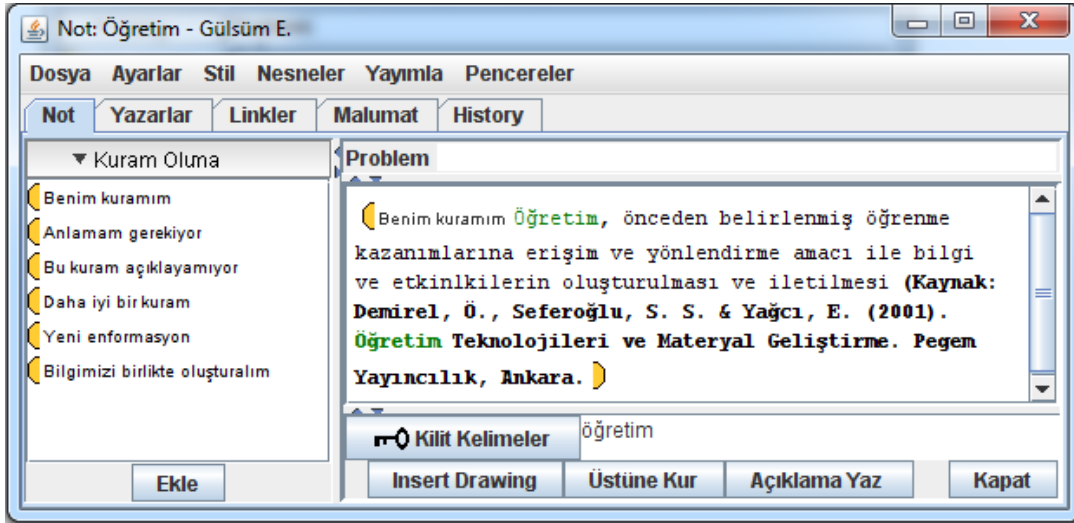 Not: Öğretim - Gülsüm E.
Dosya Ayarlar Stil Nesneler Yayımla Pencereler
Not Yazarlar Linkler Malumat History
Kuram Oluma
Benim kuramım
Anlamam gerekiyor
Bu kuram açıklayamıyor
Daha iyi bir kuram
Yeni enformasyon
Bilgimizi birlikte oluşturalım
Ekle
Problem
Benim kuramım Öğretim, önceden belirlenmiş öğrenme
kazanımlarına erişim ve yönlendirme amacı ile bilgi
ve etkinlkilerin oluşturulması ve iletilmesi (Kaynak:
Demirel, Ö., Seferoğlu, S. S. & Yağcı, E. (2001).
Öğretim Teknolojileri ve Materyal Geliştirme. Pegem
Yayıncılık, Ankara.
Kilit Kelimeler öğretim
Insert Drawing Üstüne Kur Açıklama Yaz Kapat